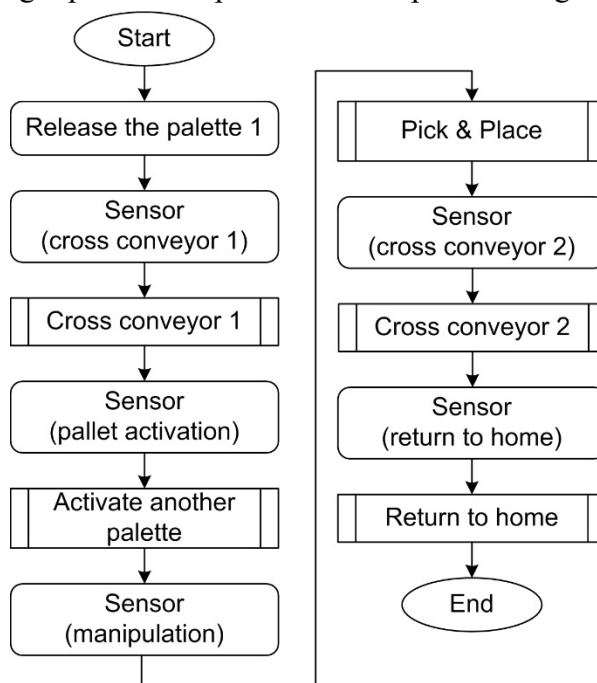 Start
Release the palette 1
Sensor
(cross conveyor 1)
Cross conveyor 1
Sensor
(pallet activation)
Activate another
palette
Sensor
(manipulation)
Pick & Place
Sensor
(cross conveyor 2)
Cross conveyor 2
Sensor
(return to home)
Return to home
End